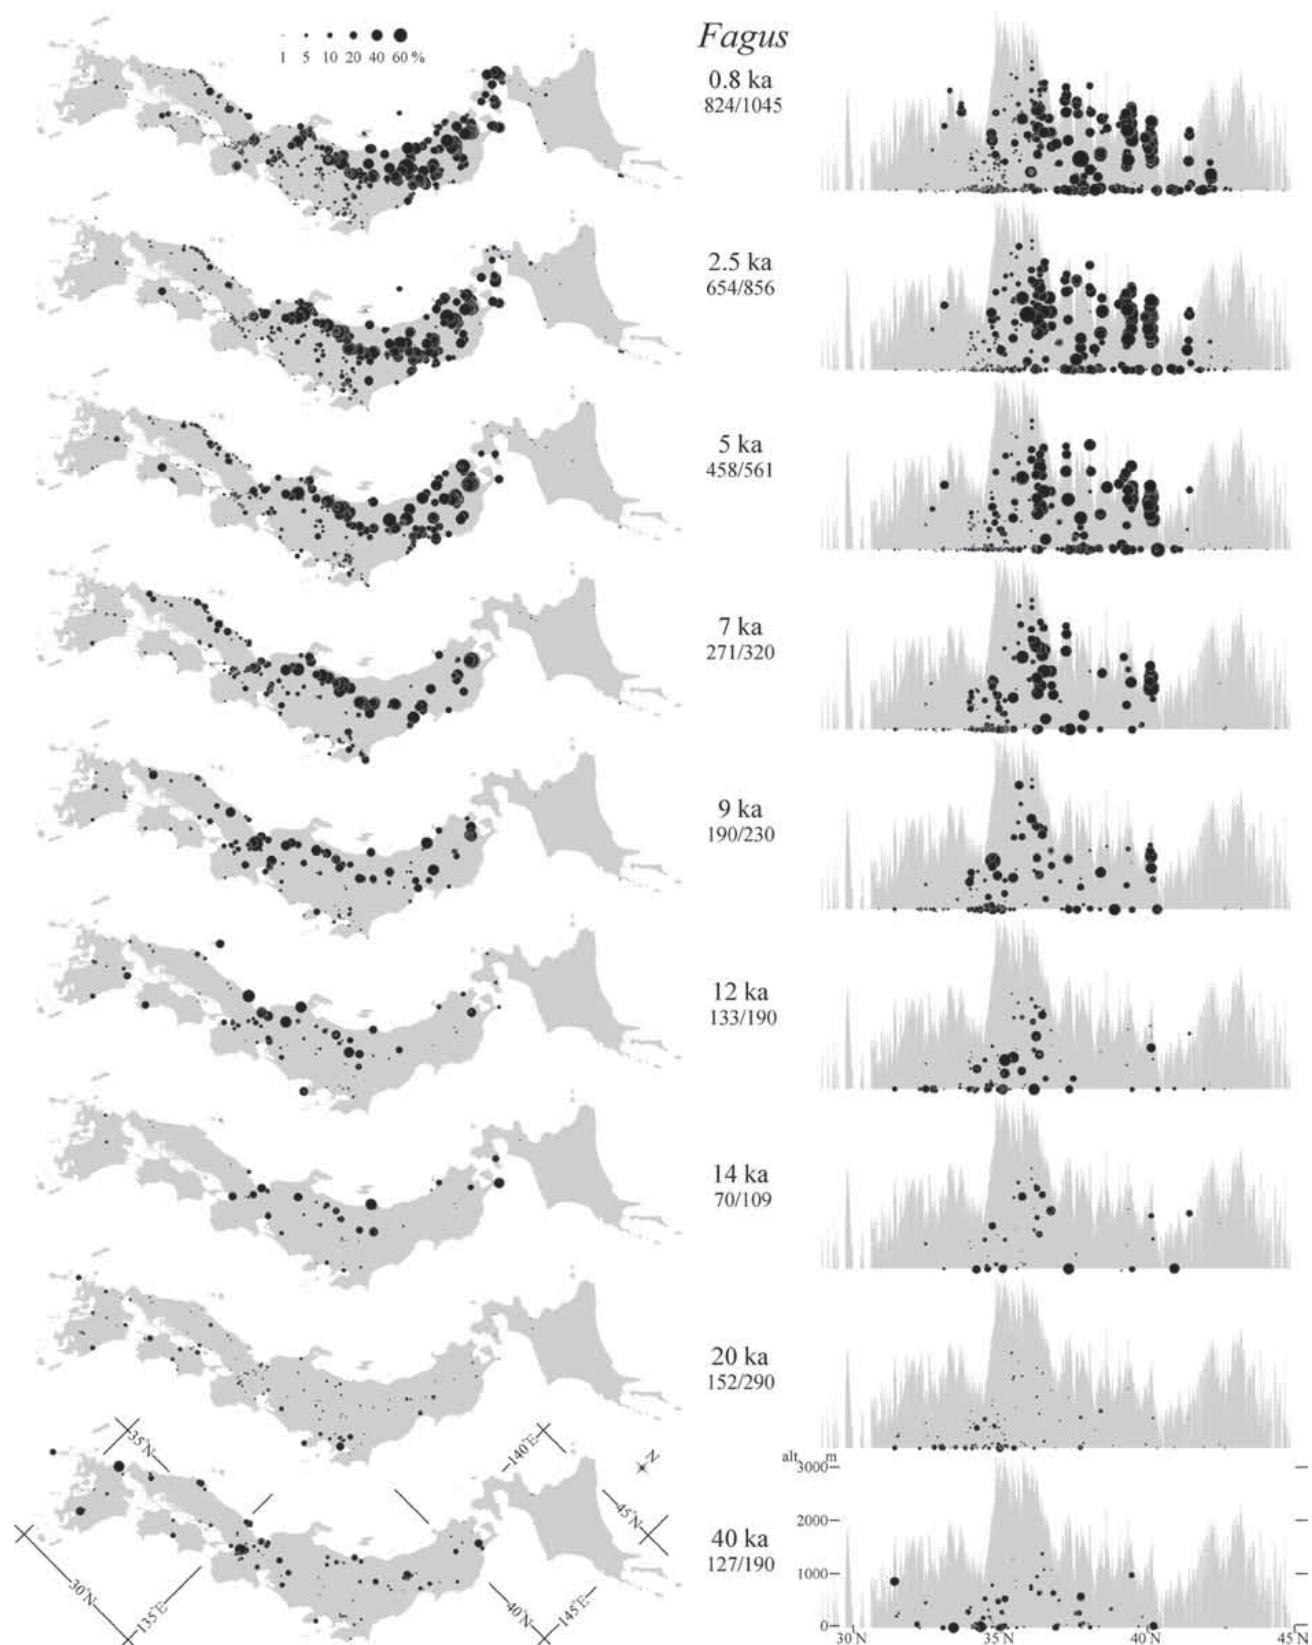 1 5 10 20 40 60 %
Fagus
0.8 ka
824/1045
2.5 ka
654/856
5 ka
458/561
7 ka
271/320
9 ka
190/230
12 ka
133/190
14 ka
70/109
20 ka
152/290
40 ka
127/190
35°N
140°E
N
45°N
30°N
135°E
40°N
145°E
alt. m
3000
2000
1000
0
30°N 35°N 40°N 45°N